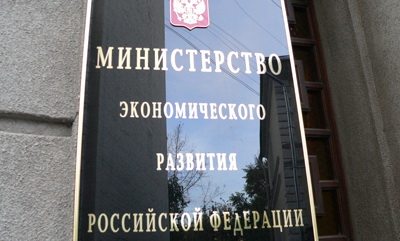 МИНИСТЕРСТВО
ЭКОНОМИЧЕСКОГО
РАЗВИТИЯ
РОССИЙСКОЙ ФЕДЕРАЦИИ